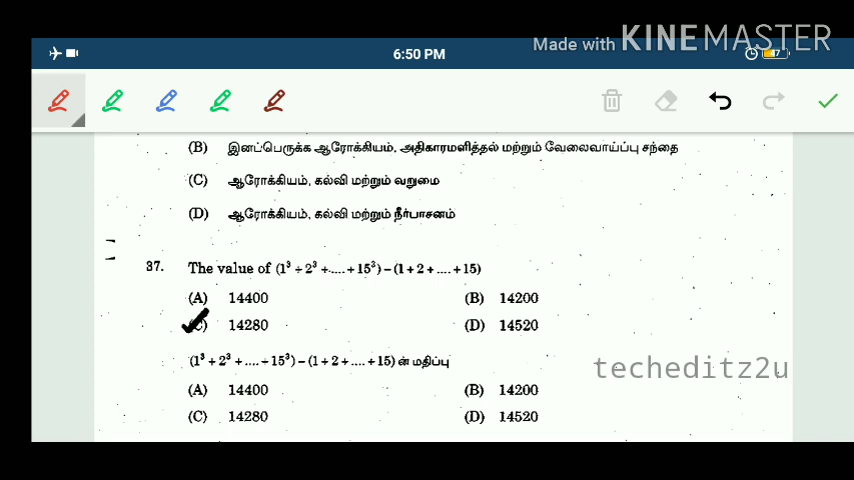 Made with KINEMASTER
6:50 PM
47
(B) இனப்பெருக்க ஆரோக்கியம், அதிகாரமளித்தல் மற்றும் வேலைவாய்ப்பு சந்தை
(C) ஆரோக்கியம், கல்வி மற்றும் வறுமை
(D) ஆரோக்கியம், கல்வி மற்றும் நீர்பாசனம்
37. The value of (1³ + 2³ + .... + 15³) – (1 + 2 + .... + 15)
(A) 14400 (B) 14200
(C) 14280 (D) 14520
(1³ + 2³ + .... + 15³) – (1 + 2 + .... + 15) ன் மதிப்பு
techeditz2u
(A) 14400 (B) 14200
(C) 14280 (D) 14520